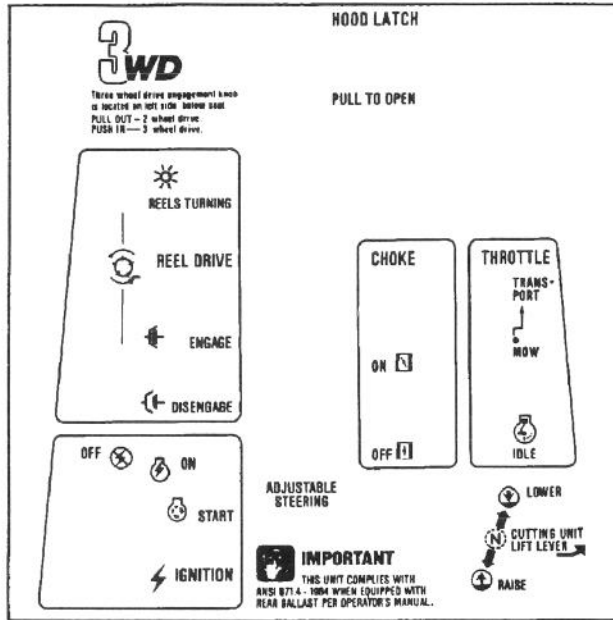 3WD
Three wheel drive engagement knob
is located on left side below seat
PULL OUT - 2 wheel drive.
PUSH IN — 3 wheel drive.
HOOD LATCH
PULL TO OPEN
REELS TURNING
REEL DRIVE
ENGAGE
DISENGAGE
CHOKE
ON
OFF
THROTTLE
TRANS-
PORT
MOW
IDLE
OFF
ON
START
IGNITION
ADJUSTABLE
STEERING
LOWER
N
CUTTING UNIT
LIFT LEVER
RAISE
IMPORTANT
THIS UNIT COMPLIES WITH
ANSI B71.4 - 1984 WHEN EQUIPPED WITH
REAR BALLAST PER OPERATOR'S MANUAL.